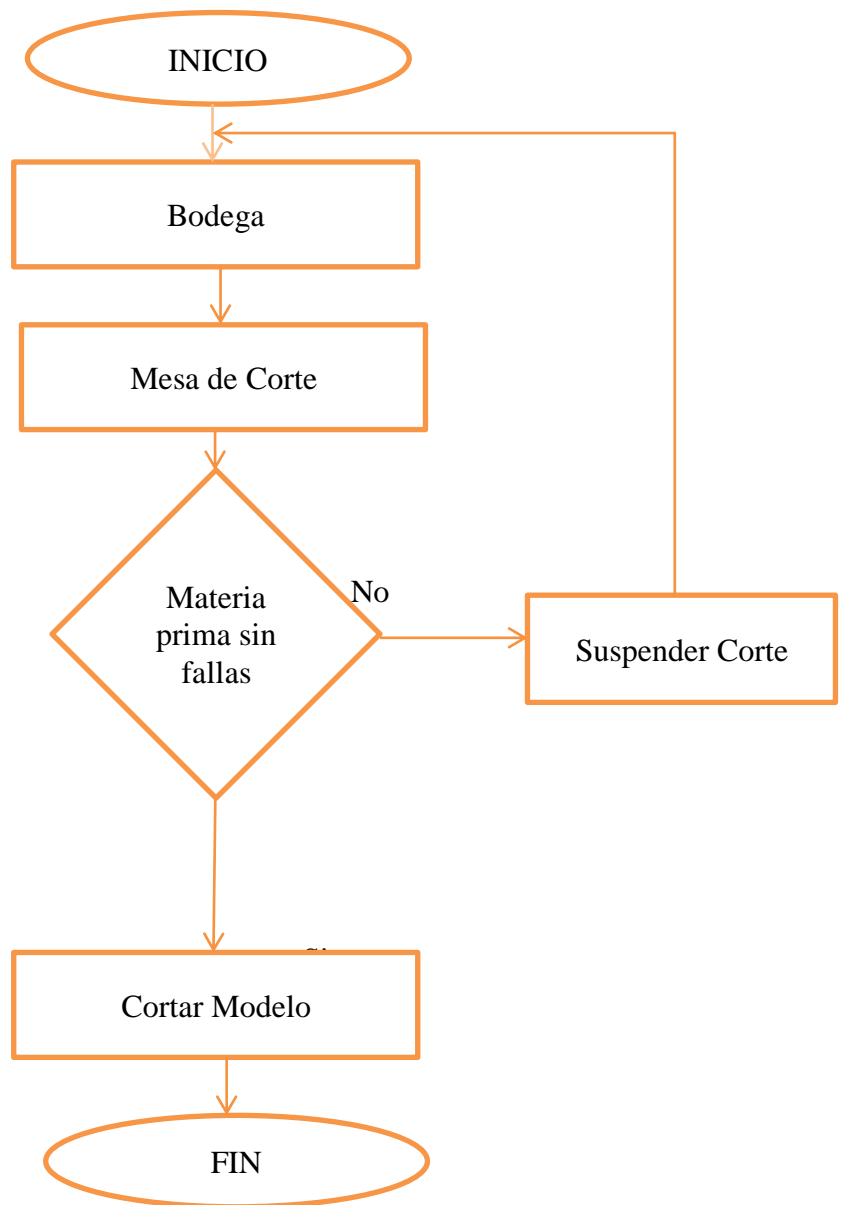 INICIO
Bodega
Mesa de Corte
Materia
prima sin
fallas
No
Suspender Corte
Cortar Modelo
FIN